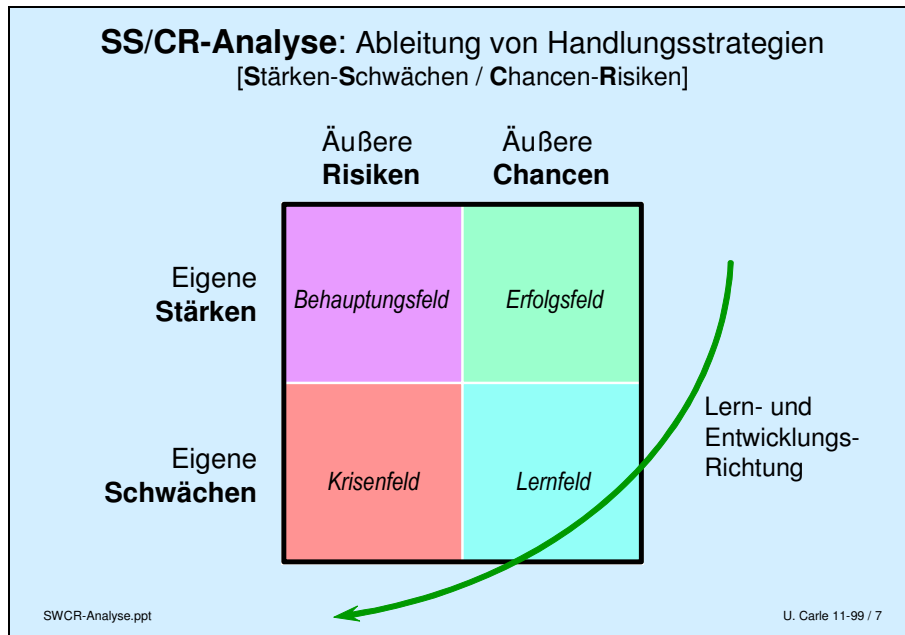 SS/CR-Analyse: Ableitung von Handlungsstrategien
[Stärken-Schwächen / Chancen-Risiken]
Äußere
Risiken
Äußere
Chancen
Eigene
Stärken
Behauptungsfeld
Erfolgsfeld
Eigene
Schwächen
Krisenfeld
Lernfeld
Lern- und
Entwicklungs-
Richtung
SWCR-Analyse.ppt
U. Carle 11-99 / 7